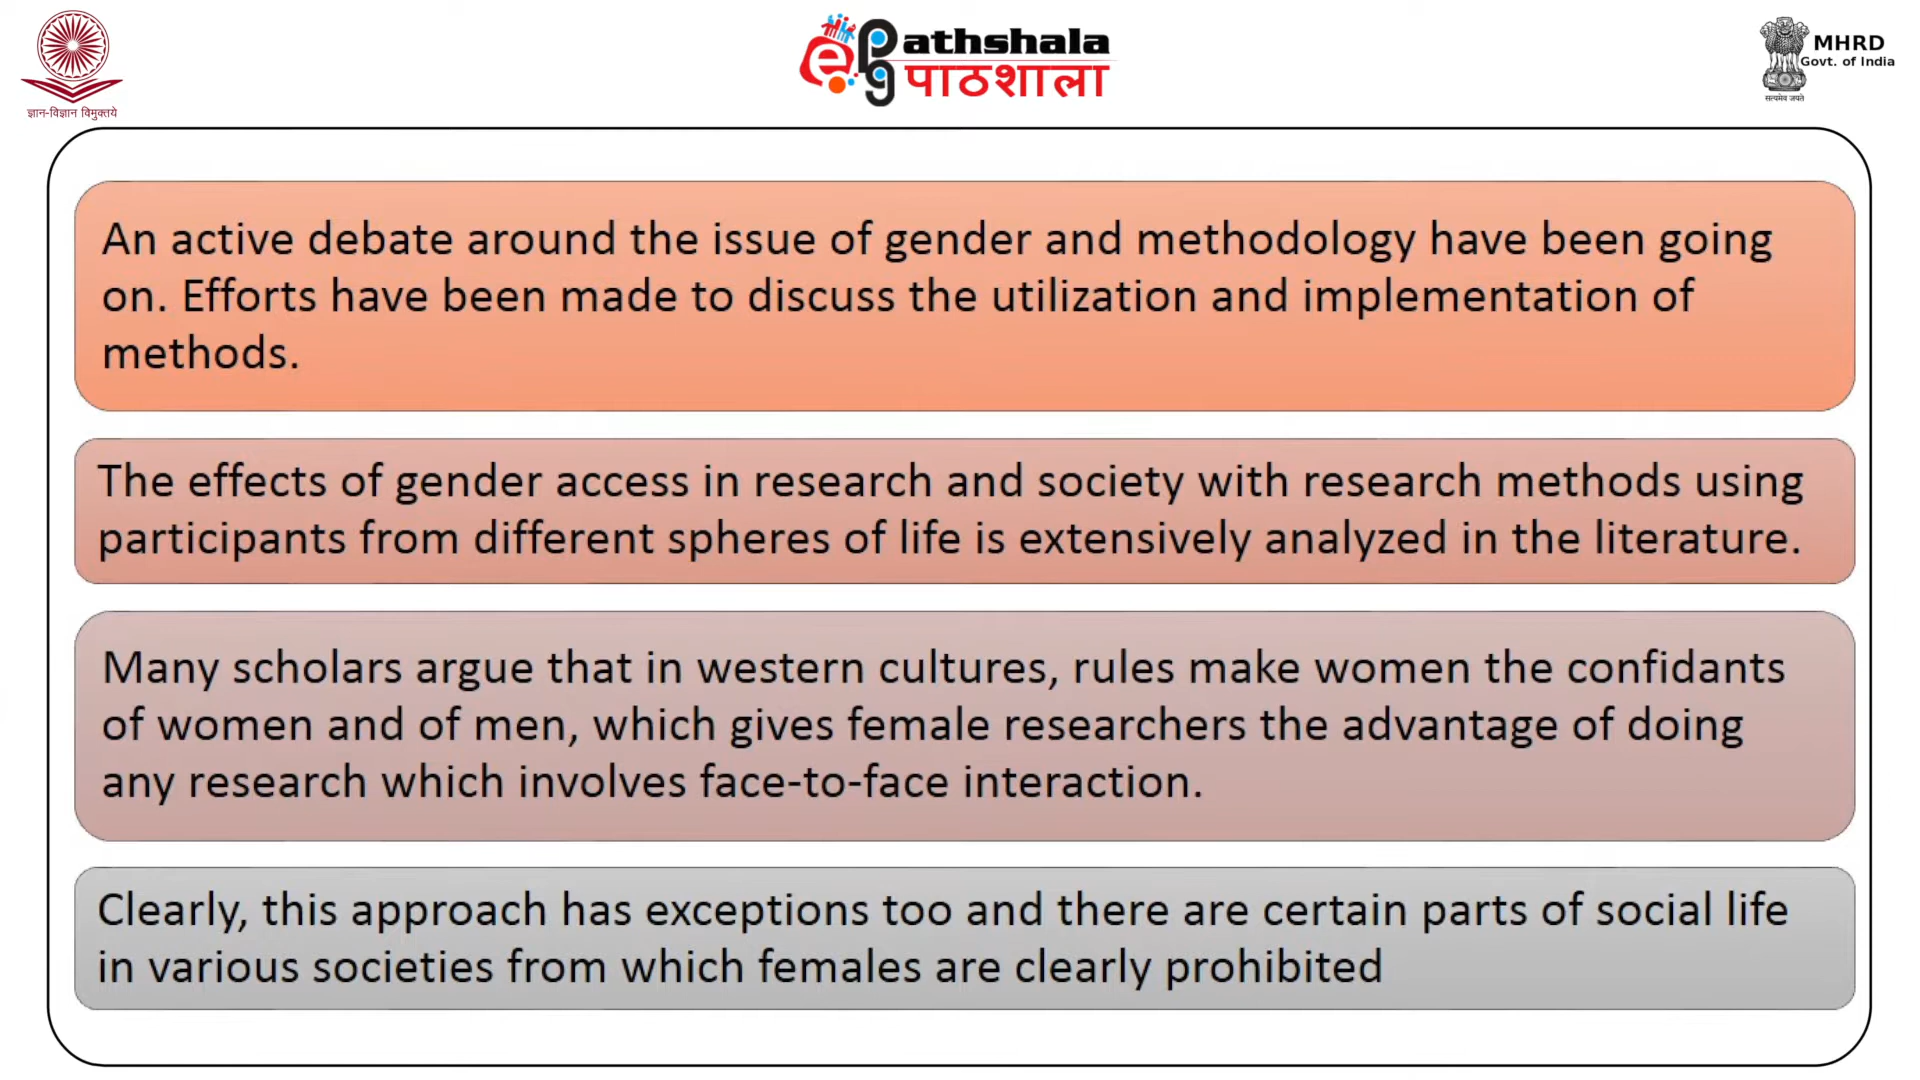 ज्ञान-विज्ञान विमुक्तये
ePg Pathshala
पाठशाला
MHRD
Govt. of India
सत्यमेव जयते
An active debate around the issue of gender and methodology have been going
on. Efforts have been made to discuss the utilization and implementation of
methods.
The effects of gender access in research and society with research methods using
participants from different spheres of life is extensively analyzed in the literature.
Many scholars argue that in western cultures, rules make women the confidants
of women and of men, which gives female researchers the advantage of doing
any research which involves face-to-face interaction.
Clearly, this approach has exceptions too and there are certain parts of social life
in various societies from which females are clearly prohibited